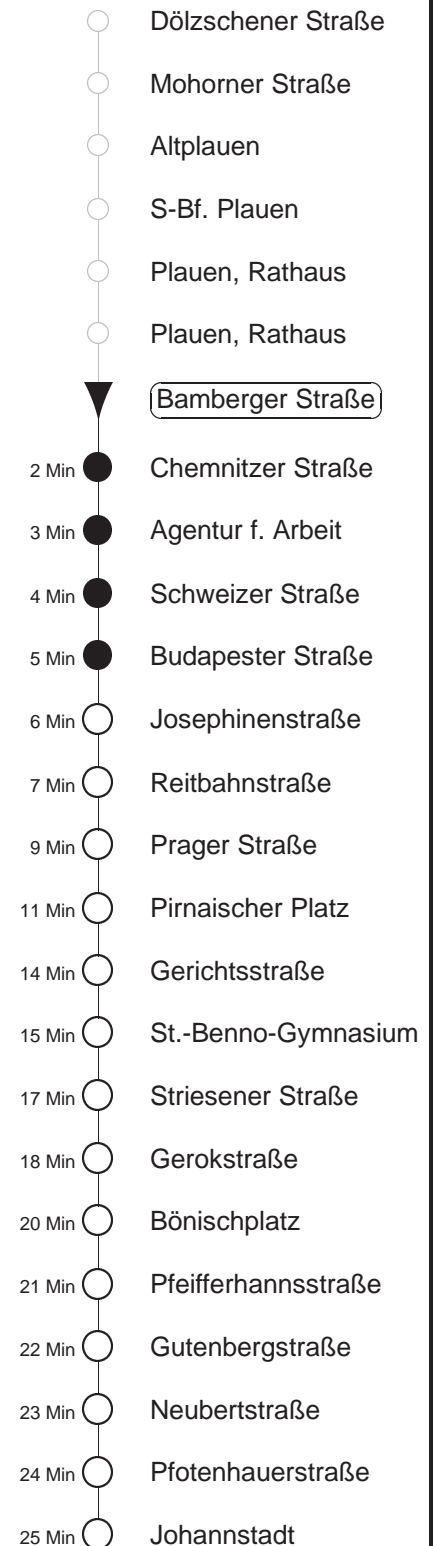 Dölzschener Straße
Mohorner Straße
Altplauen
S-Bf. Plauen
Plauen, Rathaus
Plauen, Rathaus
Bamberger Straße
2 Min Chemnitzer Straße
3 Min Agentur f. Arbeit
4 Min Schweizer Straße
5 Min Budapester Straße
6 Min Josephinenstraße
7 Min Reitbahnstraße
9 Min Prager Straße
11 Min Pirnaischer Platz
14 Min Gerichtsstraße
15 Min St.-Benno-Gymnasium
17 Min Striesener Straße
18 Min Gerokstraße
20 Min Bönischplatz
21 Min Pfeifferhannsstraße
22 Min Gutenbergstraße
23 Min Neubertstraße
24 Min Pfotenhauerstraße
25 Min Johannstadt